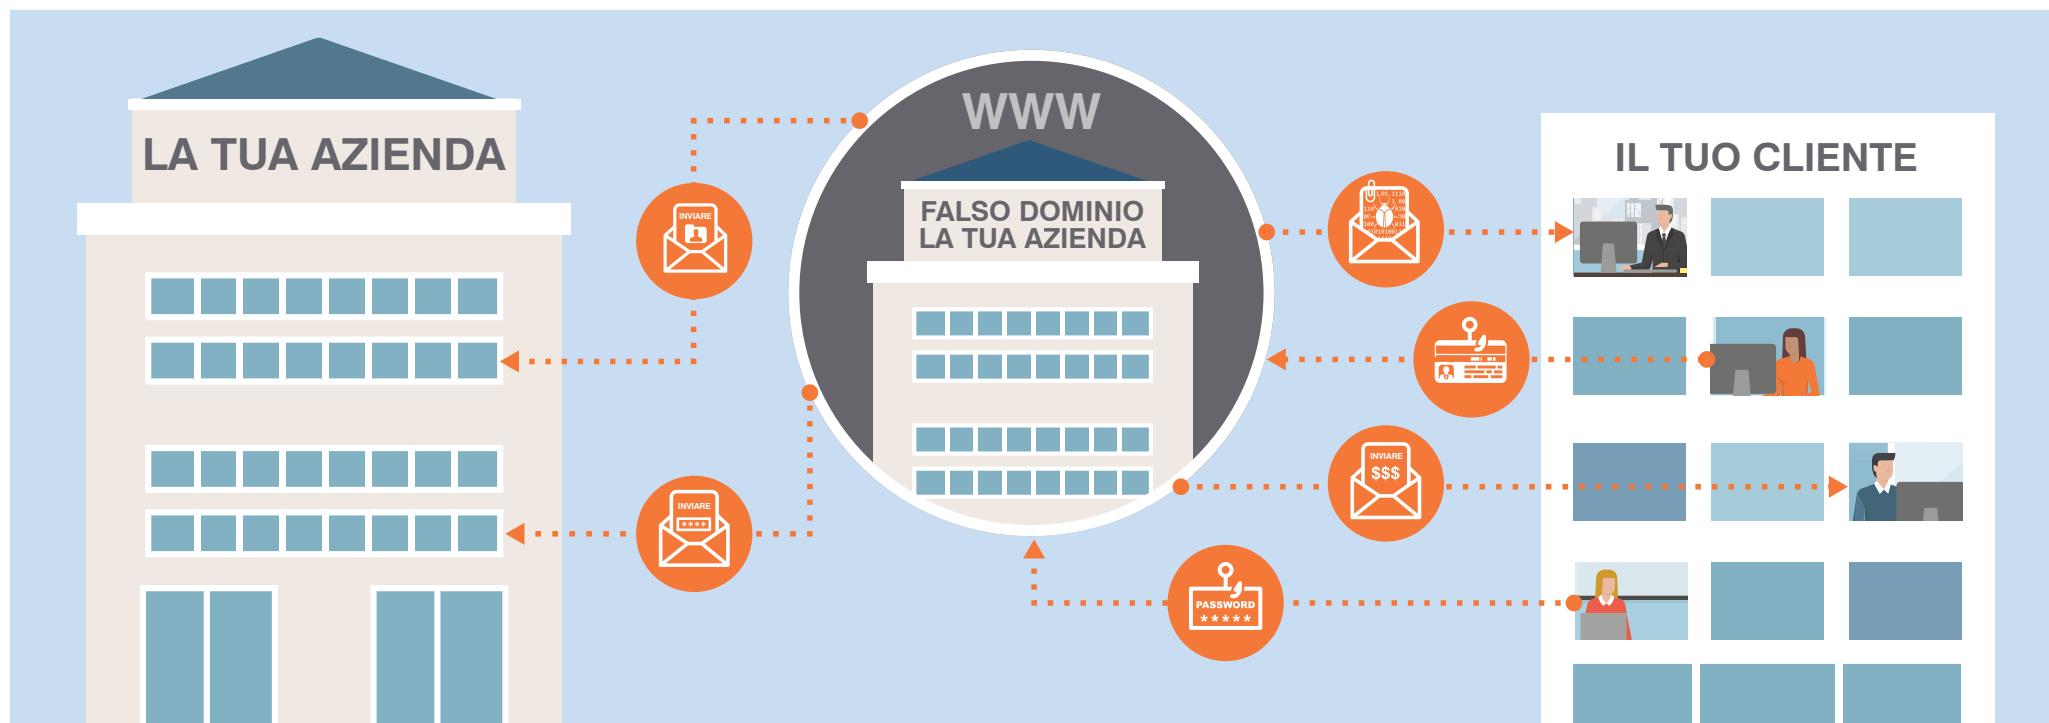 LA TUA AZIENDA
INVIARE
INVIARE
****
WWW
FALSO DOMINIO
LA TUA AZIENDA
INVIARE
$$$
PASSWORD
*****
IL TUO CLIENTE